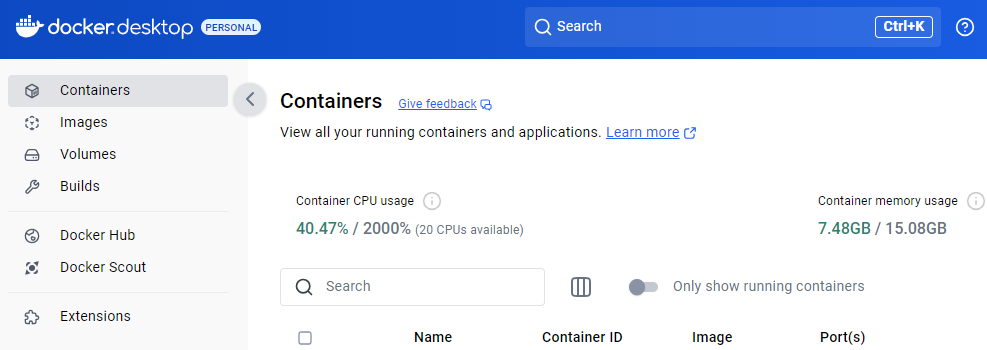 docker.desktop PERSONAL
Search Ctrl+K
Containers
Images
Volumes
Builds
Docker Hub
Docker Scout
Extensions
Containers Give feedback
View all your running containers and applications. Learn more
Container CPU usage
40.47% / 2000% (20 CPUs available)
Container memory usage
7.48GB / 15.08GB
Search
Only show running containers
Name Container ID Image Port(s)